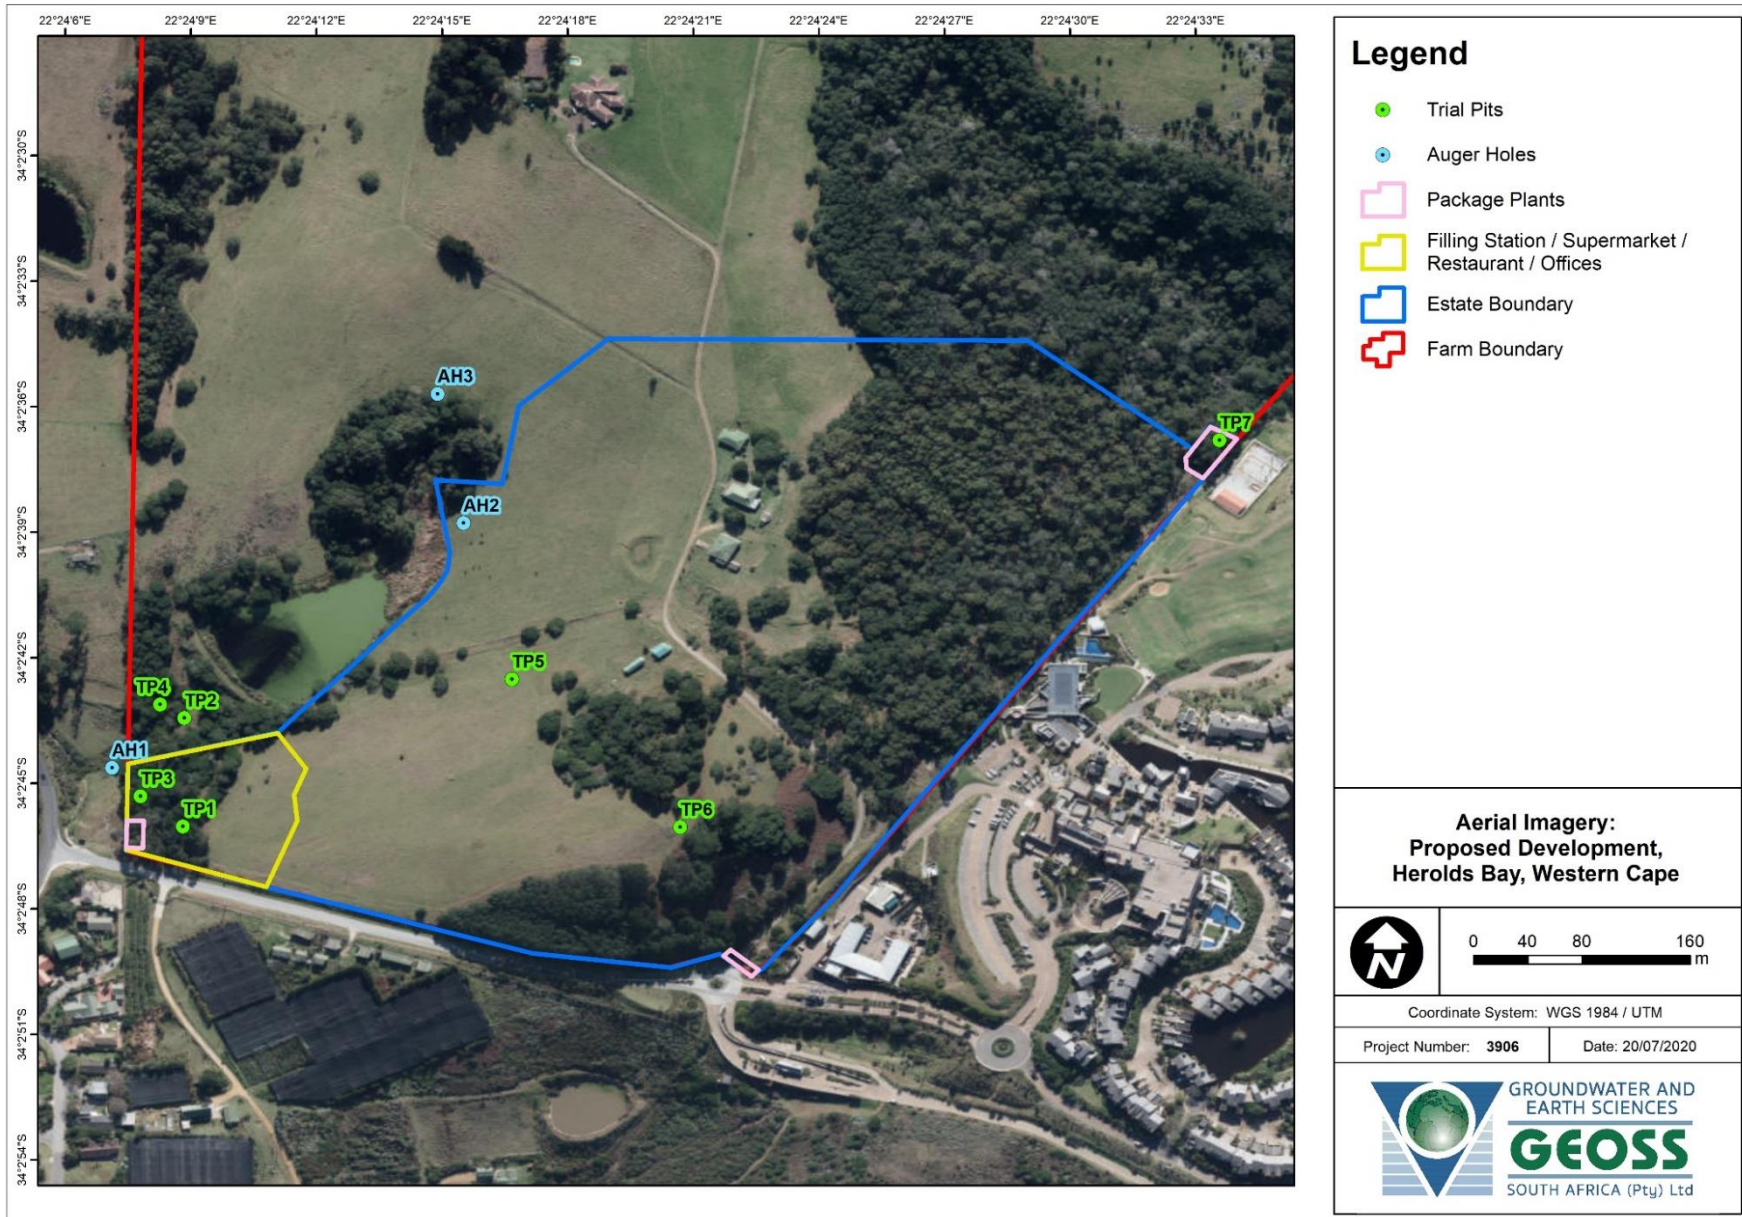 22°24'6"E 22°24'9"E 22°24'12"E 22°24'15"E 22°24'18"E 22°24'21"E 22°24'24"E 22°24'27"E 22°24'30"E 22°24'33"E
34°2'30"S
34°2'33"S
34°2'36"S
34°2'39"S
34°2'42"S
34°2'45"S
34°2'48"S
34°2'51"S
34°2'54"S
AH3
TP7
AH2
TP5
TP4
TP2
AH1
TP3
TP1
TP6
Legend
Trial Pits
Auger Holes
Package Plants
Filling Station / Supermarket /
Restaurant / Offices
Estate Boundary
Farm Boundary
Aerial Imagery:
Proposed Development,
Herolds Bay, Western Cape
N
0 40 80 160
m
Coordinate System: WGS 1984 / UTM
Project Number: 3906
Date: 20/07/2020
GROUNDWATER AND
EARTH SCIENCES
GEOSS
SOUTH AFRICA (Pty) Ltd